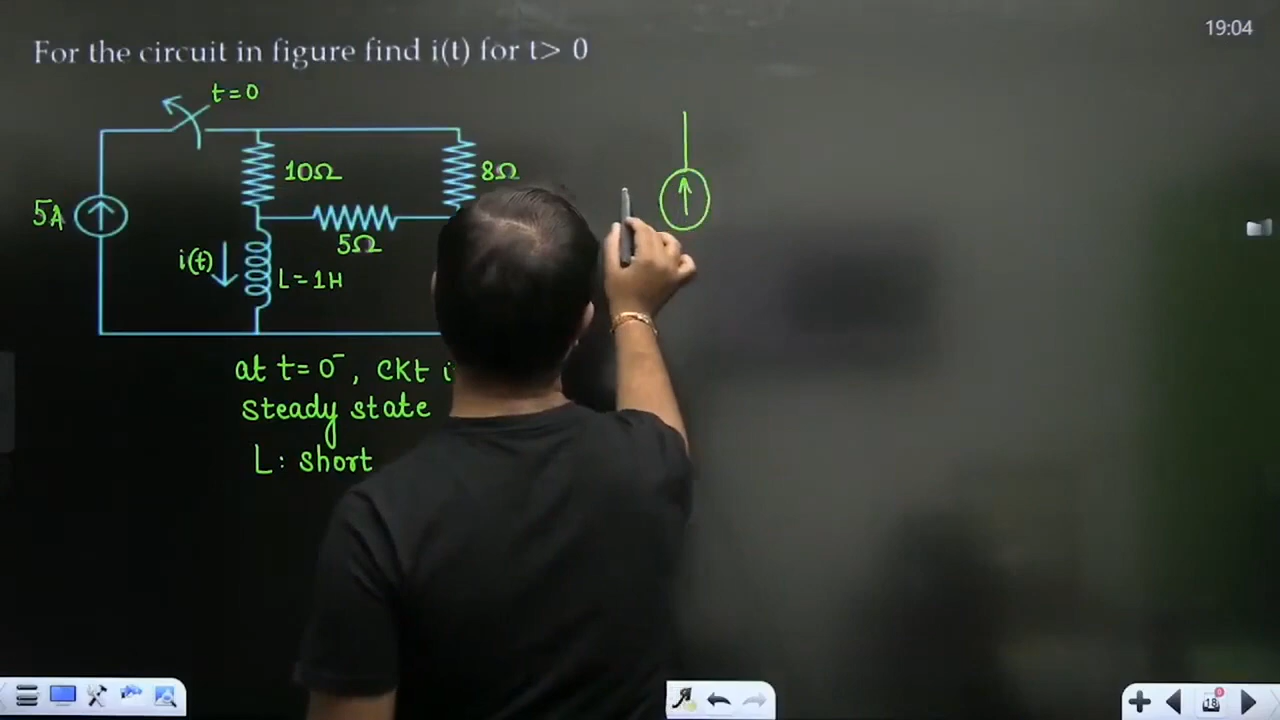 19:04
For the circuit in figure find i(t) for t> 0
t=0
10Ω
8Ω
5A
5Ω
i(t)
L=1H
at t=0⁻, ckt
steady state
L: short
18